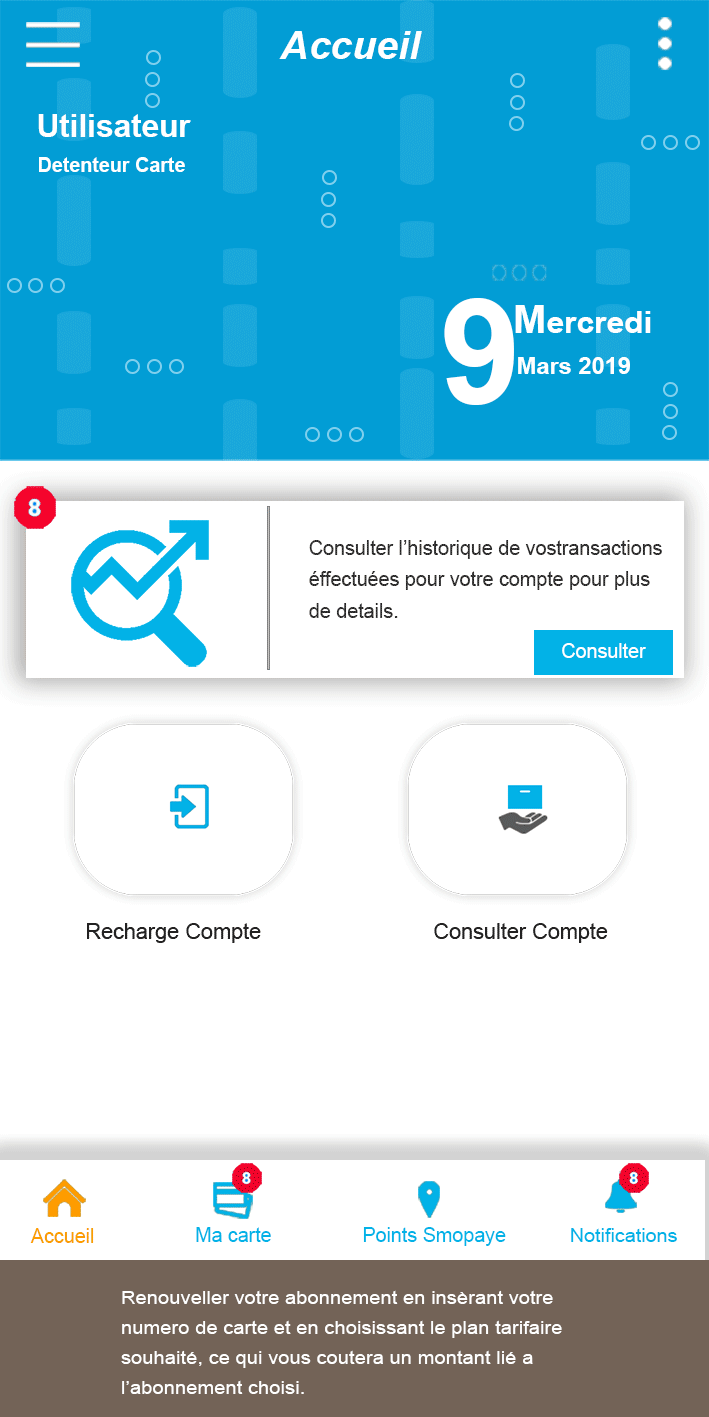 Accueil
Utilisateur
Detenteur Carte
9 Mercredi
Mars 2019
8
Consulter l’historique de vostransactions
éffectuées pour votre compte pour plus
de details.
Consulter
Recharge Compte
Consulter Compte
8
8
Accueil
Ma carte
Points Smopaye
Notifications
Renouveller votre abonnement en insèrant votre
numero de carte et en choisissant le plan tarifaire
souhaité, ce qui vous coutera un montant lié a
l’abonnement choisi.